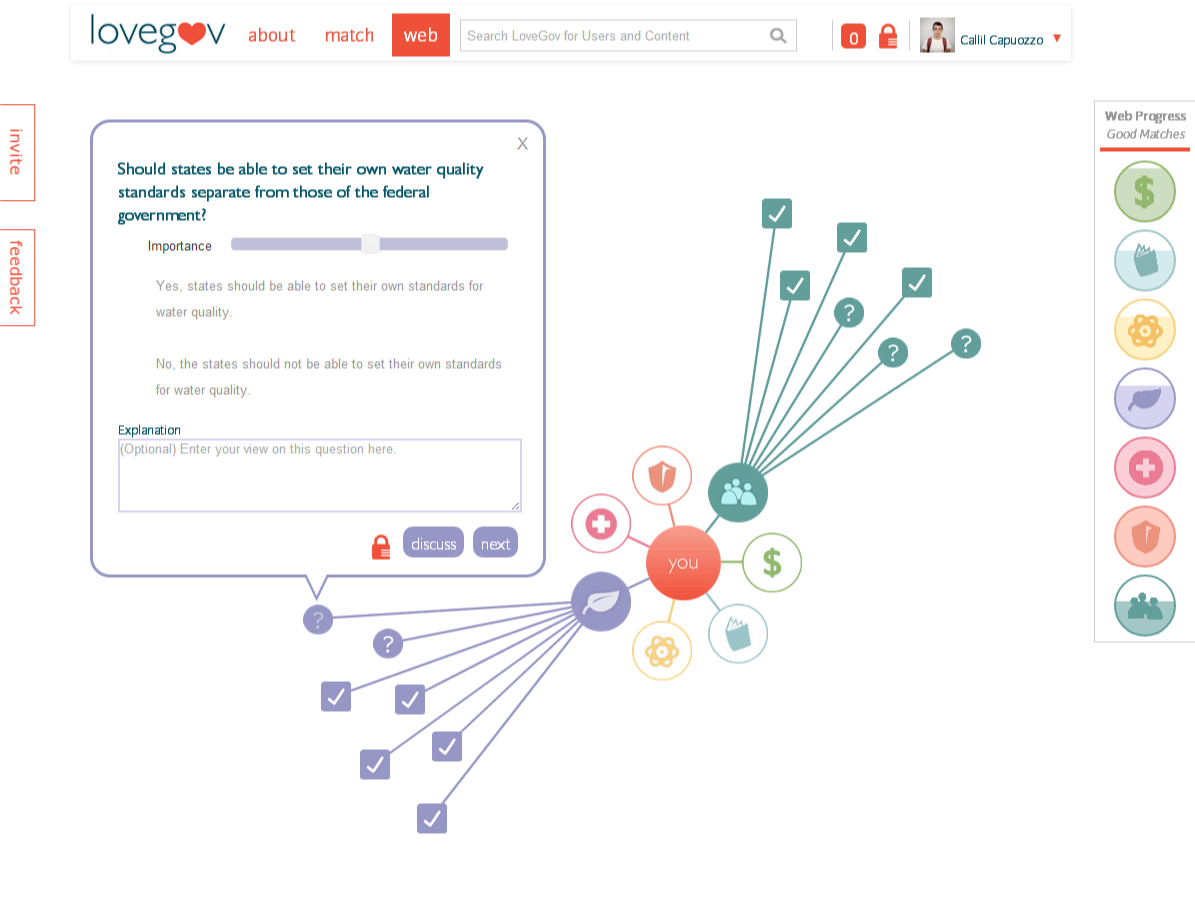 lovegov
about
match
web
Search LoveGov for Users and Content
0
Callil Capuozzo
invite
feedback
X
Should states be able to set their own water quality
standards separate from those of the federal
government?
Importance
Yes, states should be able to set their own standards for
water quality.
No, the states should not be able to set their own standards
for water quality.
Explanation
(Optional) Enter your view on this question here.
discuss
next
?
?
?
?
?
you
$
Web Progress
Good Matches
$